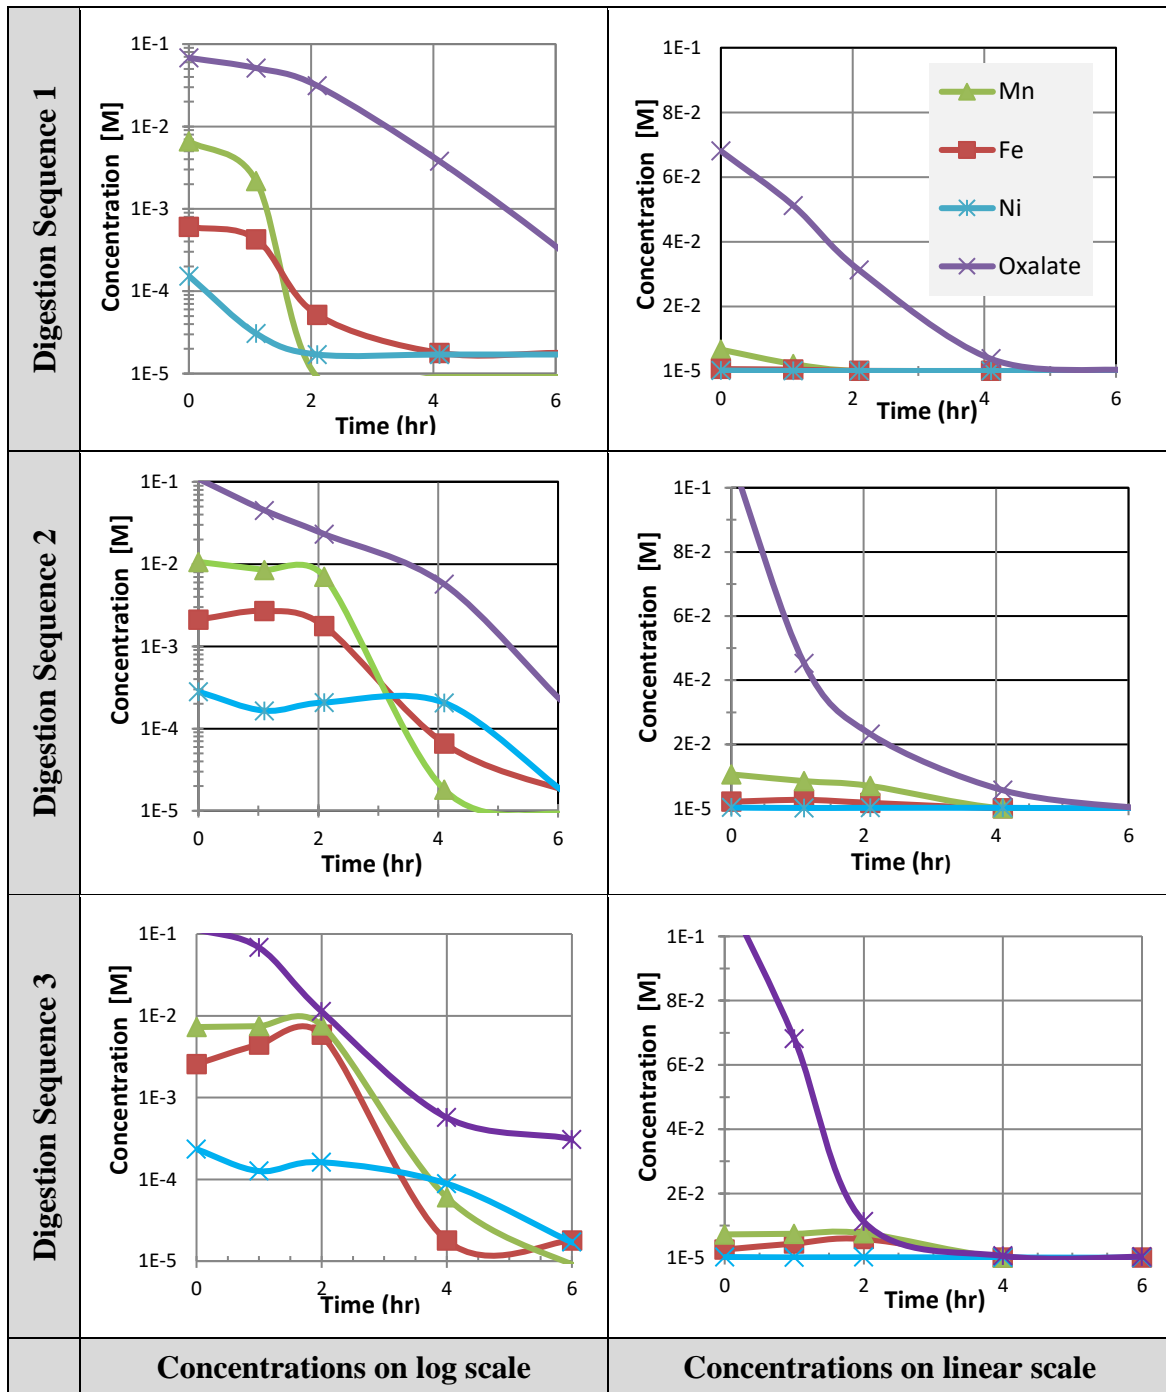 Digestion Sequence 1
Concentration [M]
1E-1
1E-2
1E-3
1E-4
1E-5
0 2 4 6
Time (hr)
Concentration [M]
1E-1
8E-2
6E-2
4E-2
2E-2
1E-5
0 2 4 6
Time (hr)
Mn
Fe
Ni
Oxalate
Digestion Sequence 2
Concentration [M]
1E-1
1E-2
1E-3
1E-4
1E-5
0 2 4 6
Time (hr)
Concentration [M]
1E-1
8E-2
6E-2
4E-2
2E-2
1E-5
0 2 4 6
Time (hr)
Digestion Sequence 3
Concentration [M]
1E-1
1E-2
1E-3
1E-4
1E-5
0 2 4 6
Time (hr)
Concentration [M]
1E-1
8E-2
6E-2
4E-2
2E-2
1E-5
0 2 4 6
Time (hr)
Concentrations on log scale
Concentrations on linear scale